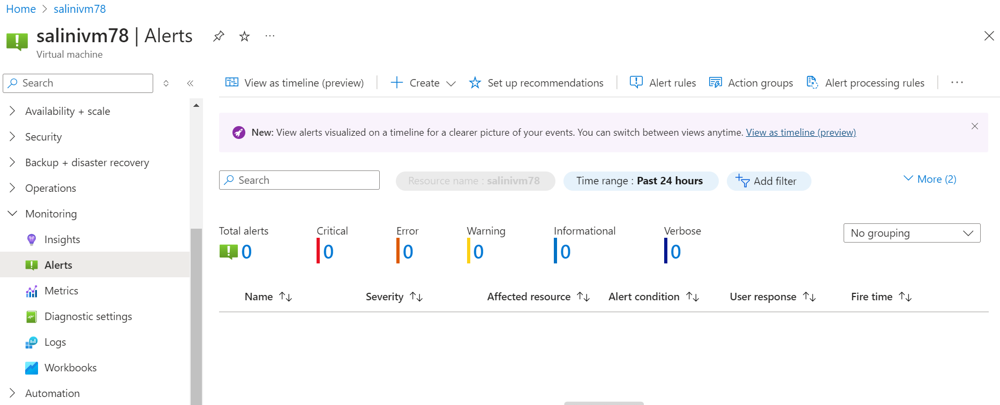 Home > salinivm78
salinivm78 | Alerts
Virtual machine
Search
Availability + scale
Security
Backup + disaster recovery
Operations
Monitoring
Insights
Alerts
Metrics
Diagnostic settings
Logs
Workbooks
Automation
View as timeline (preview) Create Set up recommendations Alert rules Action groups Alert processing rules
New: View alerts visualized on a timeline for a clearer picture of your events. You can switch between views anytime. View as timeline (preview)
Search Resource name : salinivm78 Time range : Past 24 hours Add filter More (2)
Total alerts Critical Error Warning Informational Verbose
0 0 0 0 0 0
No grouping
Name Severity Affected resource Alert condition User response Fire time